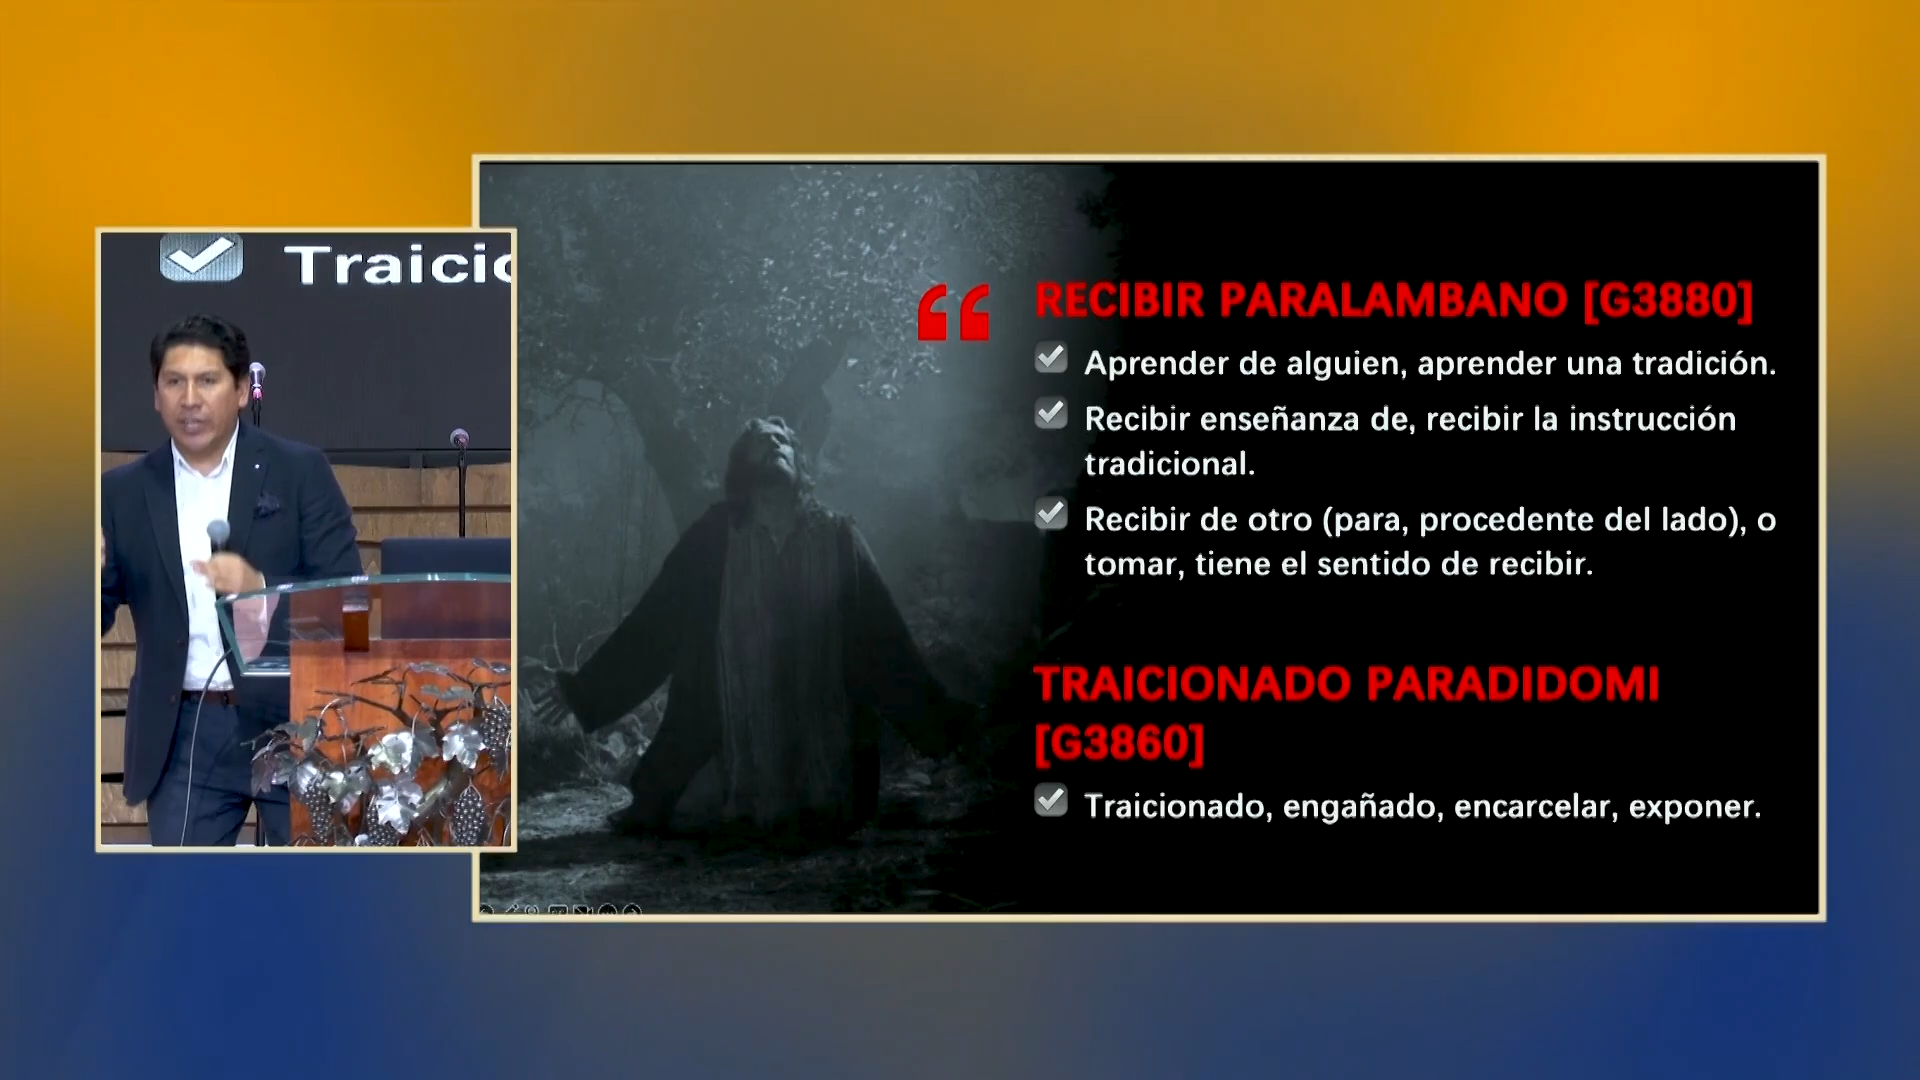 Traicio
RECIBIR PARALAMBANO [G3880]
Aprender de alguien, aprender una tradición.
Recibir enseñanza de, recibir la instrucción
tradicional.
Recibir de otro (para, procedente del lado), o
tomar, tiene el sentido de recibir.
TRAICIONADO PARADIDOMI
[G3860]
Traicionado, engañado, encarcelar, exponer.